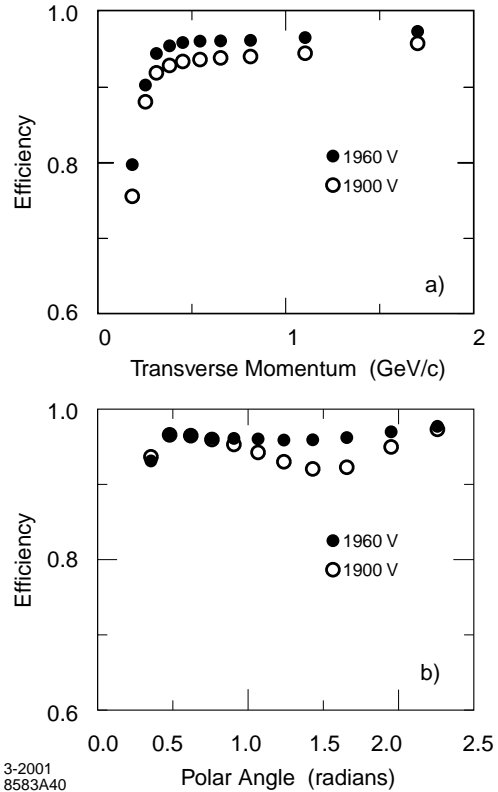 1.0
0.8
0.6
Efficiency
1960 V
1900 V
a)
0
1
2
Transverse Momentum (GeV/c)
1.0
0.8
0.6
Efficiency
1960 V
1900 V
b)
0.0 0.5 1.0 1.5 2.0 2.5
Polar Angle (radians)
3-2001
8583A40